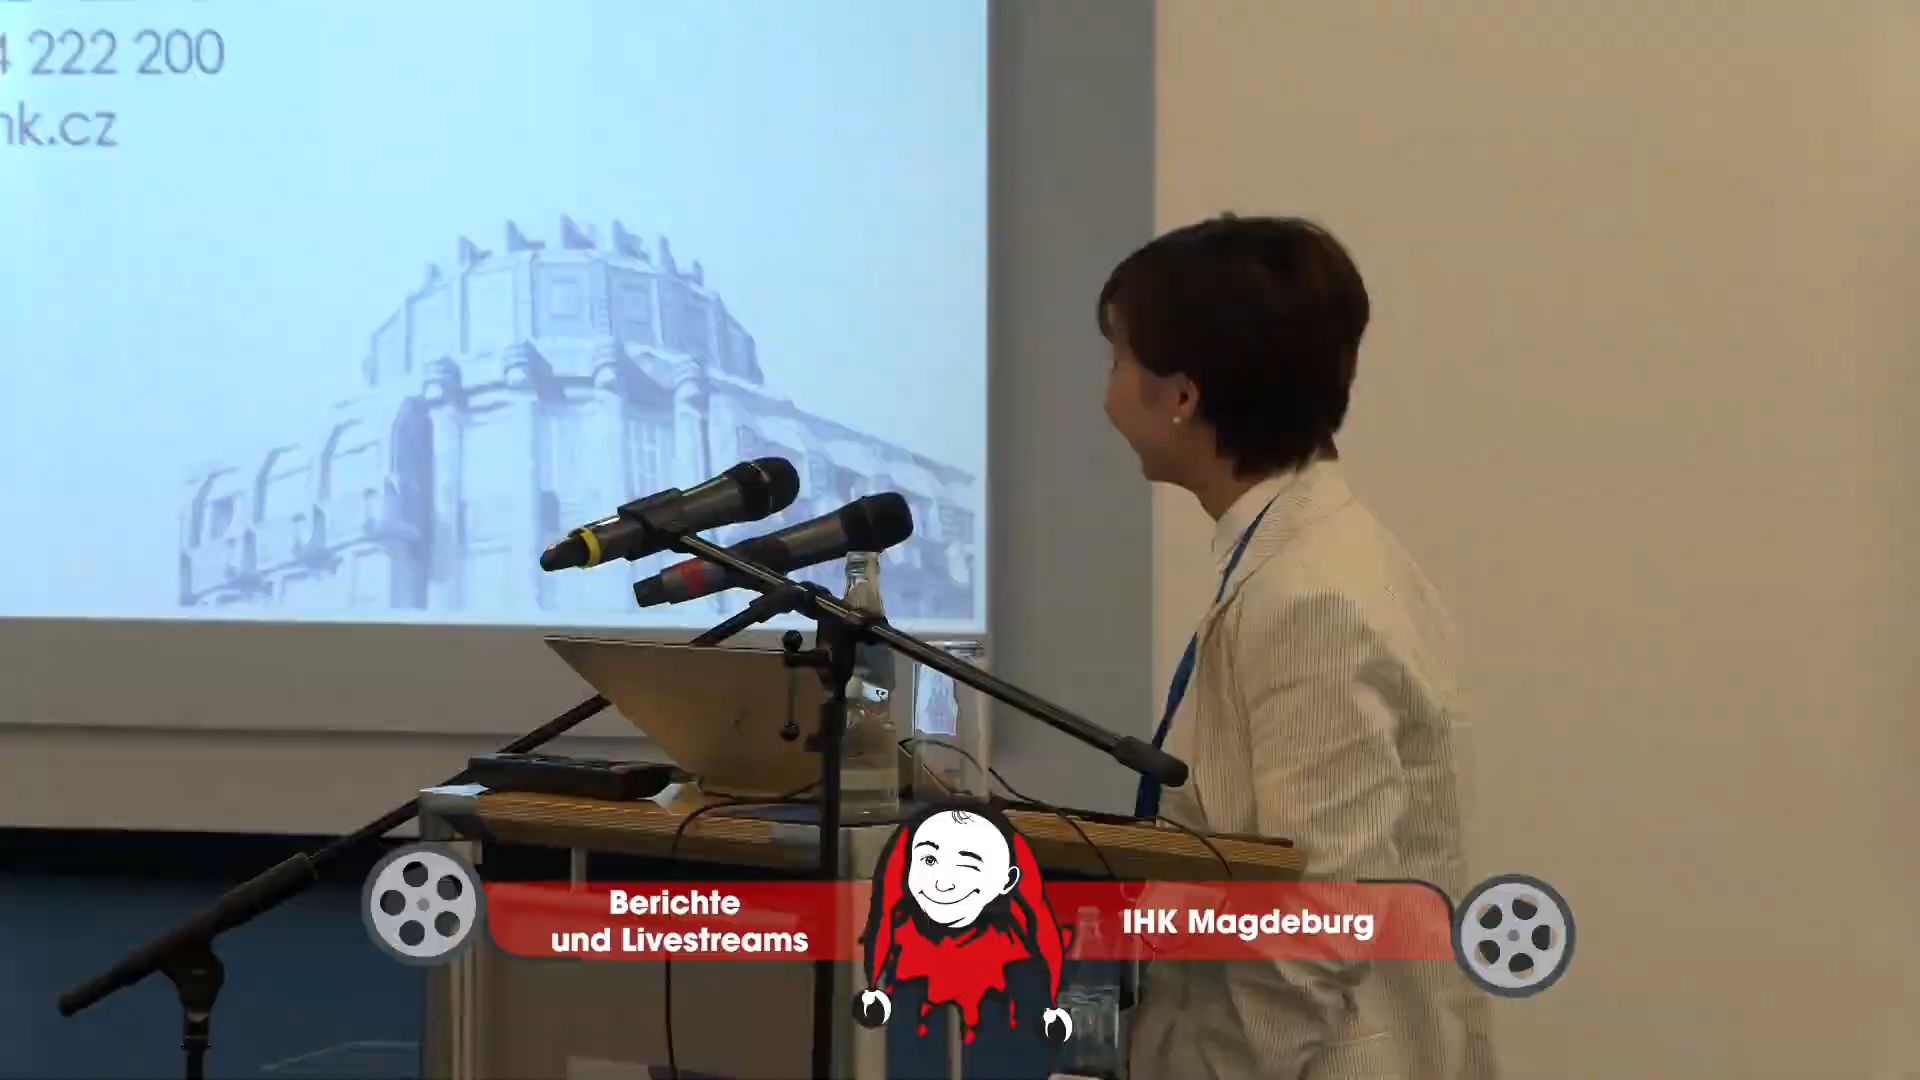 4 222 200
hk.cz
Berichte
und Livestreams
IHK Magdeburg